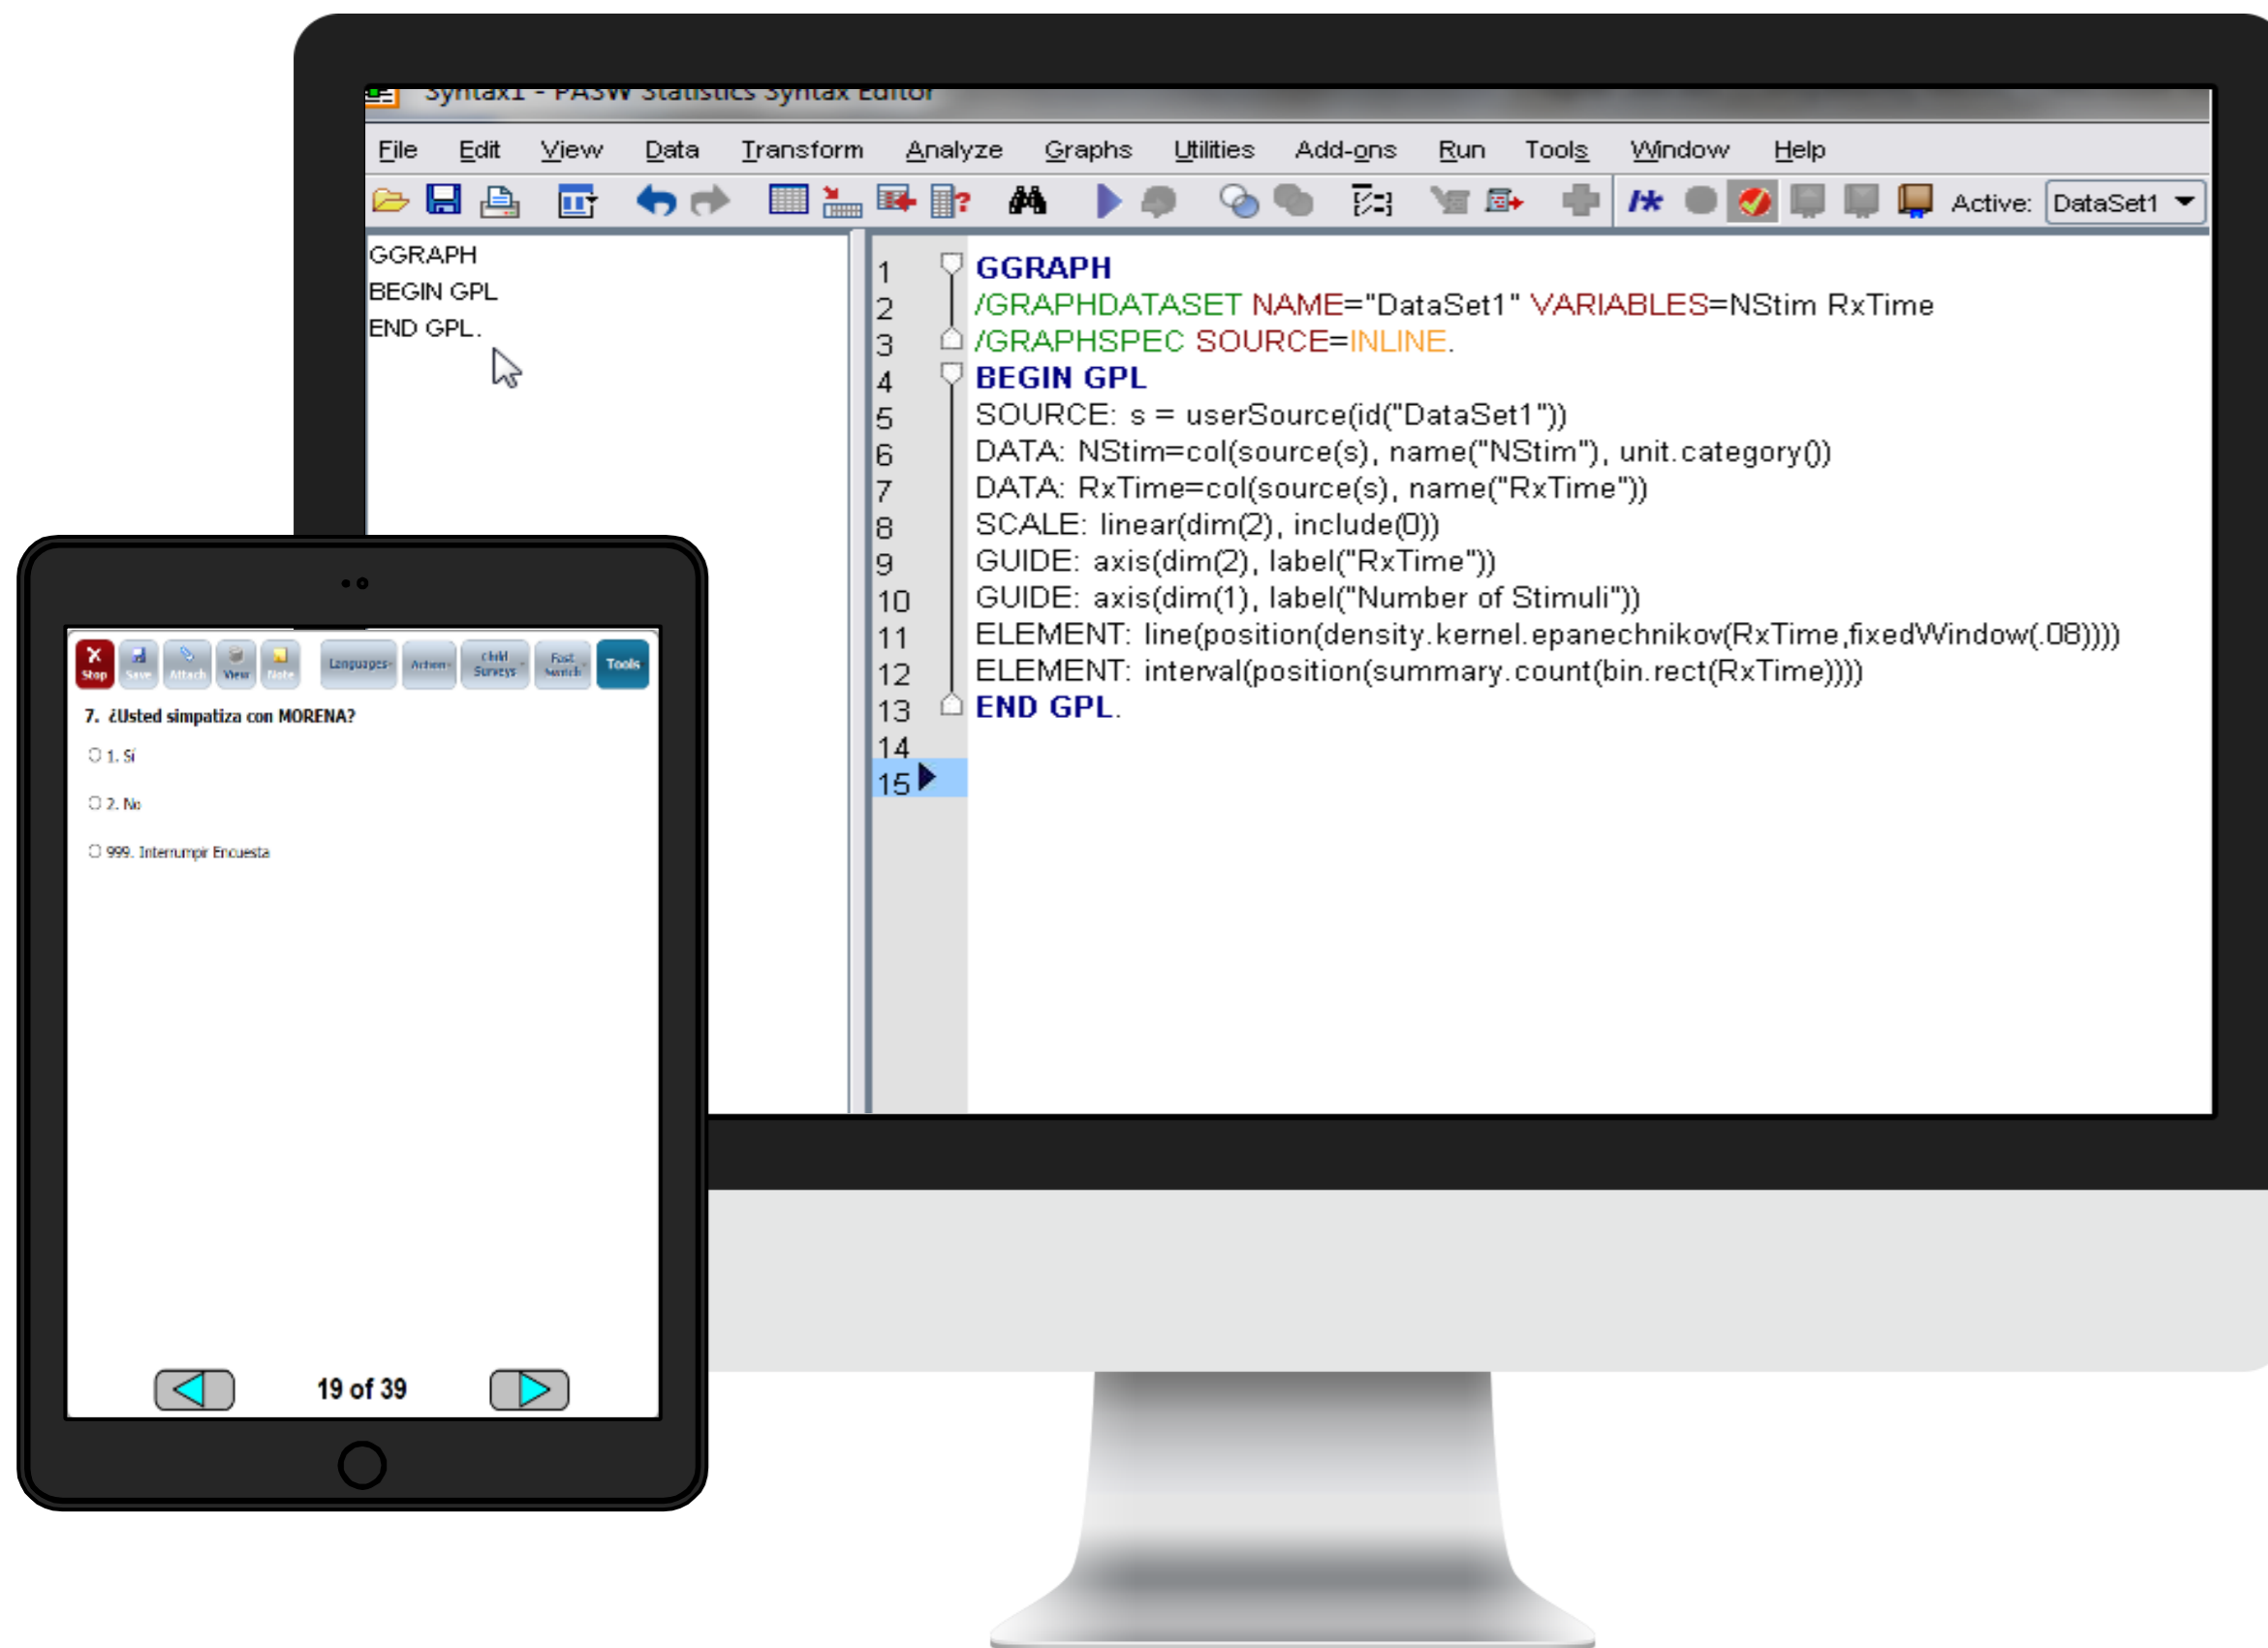 Syntax1 - PASW Statistics Syntax Editor
File Edit View Data Transform Analyze Graphs Utilities Add-ons Run Tools Window Help
Active: DataSet1
GGRAPH
BEGIN GPL
END GPL.
1 GGRAPH
2 /GRAPHDATASET NAME="DataSet1" VARIABLES=NStim RxTime
3 /GRAPHSPEC SOURCE=INLINE.
4 BEGIN GPL
5 SOURCE: s = userSource(id("DataSet1"))
6 DATA: NStim=col(source(s), name("NStim"), unit.category())
7 DATA: RxTime=col(source(s), name("RxTime"))
8 SCALE: linear(dim(2), include(0))
9 GUIDE: axis(dim(2), label("RxTime"))
10 GUIDE: axis(dim(1), label("Number of Stimuli"))
11 ELEMENT: line(position(density.kernel.epanechnikov(RxTime,fixedWindow(.08))))
12 ELEMENT: interval(position(summary.count(bin.rect(RxTime))))
13 END GPL.
14
15
X
Stop Save Attach View Note Languages Action Child Surveys Fast Switch Tools
7. ¿Usted simpatiza con MORENA?
1. Sí
2. No
999. Interrumpir Encuesta
19 of 39